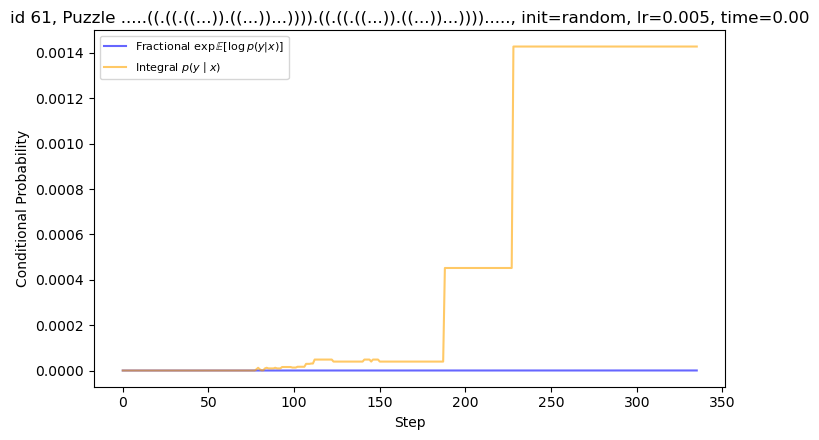 id 61, Puzzle .....((.((.((...)).((...))...)))).((.((.((...)).((...))...))))....., init=random, lr=0.005, time=0.00
Fractional exp𝔼[log p(y|x)]
Integral p(y | x)
0.0014
0.0012
0.0010
0.0008
0.0006
0.0004
0.0002
0.0000
Conditional Probability
0 50 100 150 200 250 300 350
Step